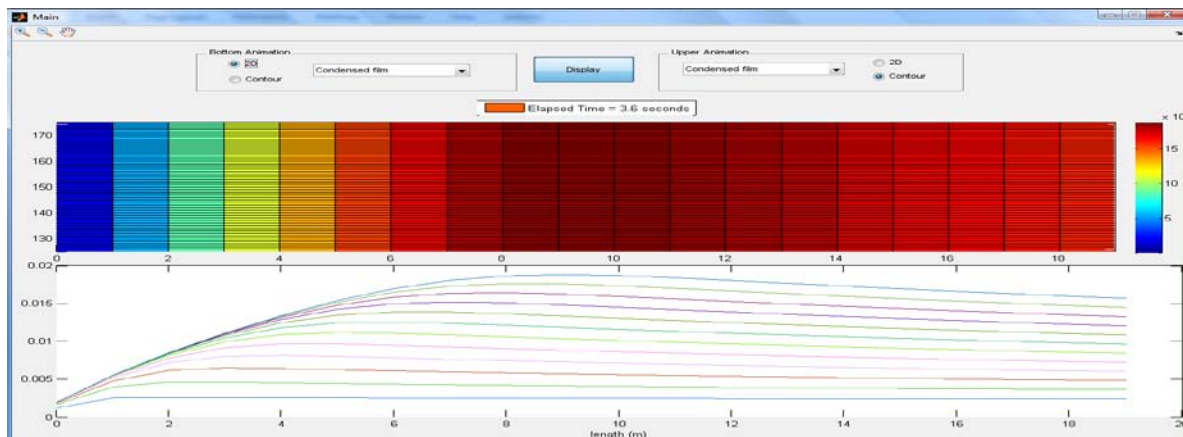 Main
Bottom Animation
2D
Contour
Condensed film
Display
Upper Animation
Condensed film
2D
Contour
Elapsed Time = 3.6 seconds
170
160
150
140
130
0 2 4 6 8 10 12 14 16 18
x 10
15
10
5
0.02
0.015
0.01
0.005
0
0 2 4 6 8 10 12 14 16 18 20
length (m)